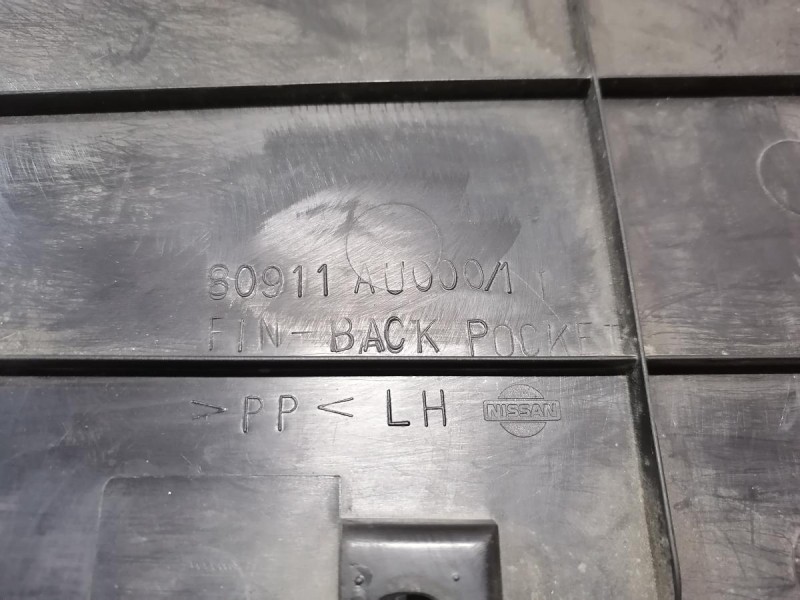 80911 AU000/1
FIN-BACK POCKET
>PP< LH NISSAN